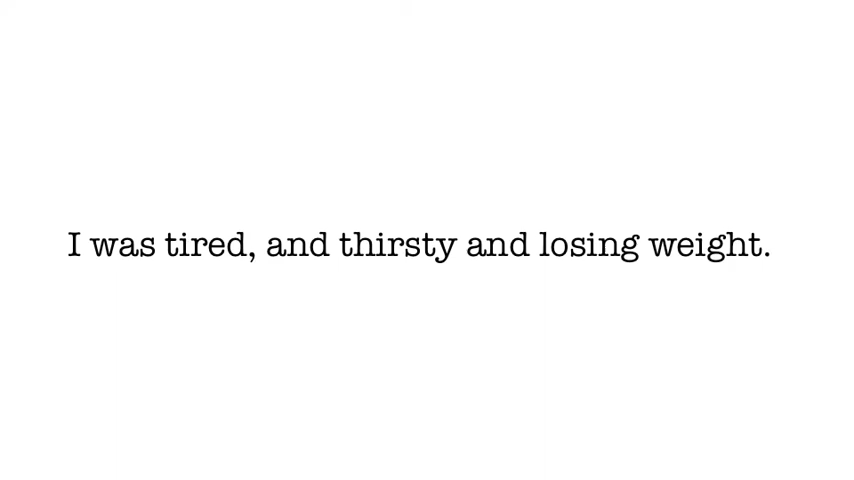 I was tired, and thirsty and losing weight.